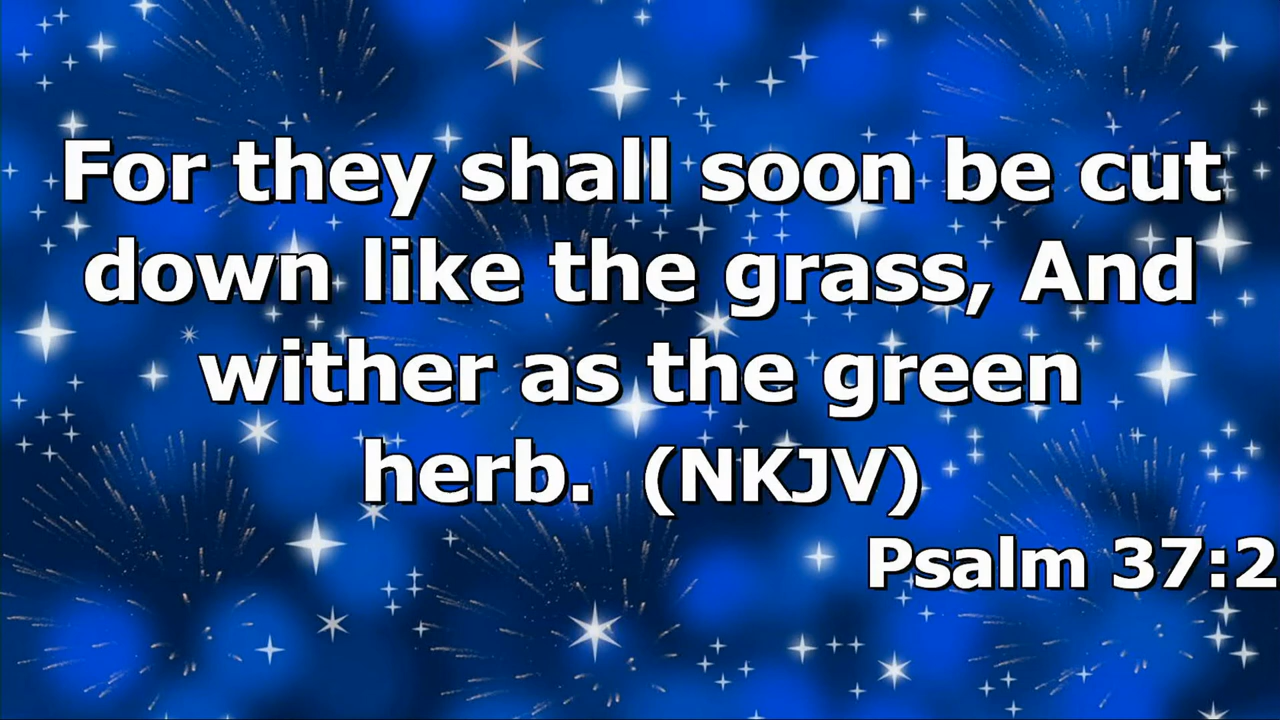 For they shall soon be cut
down like the grass, And
wither as the green
herb. (NKJV)
Psalm 37:2